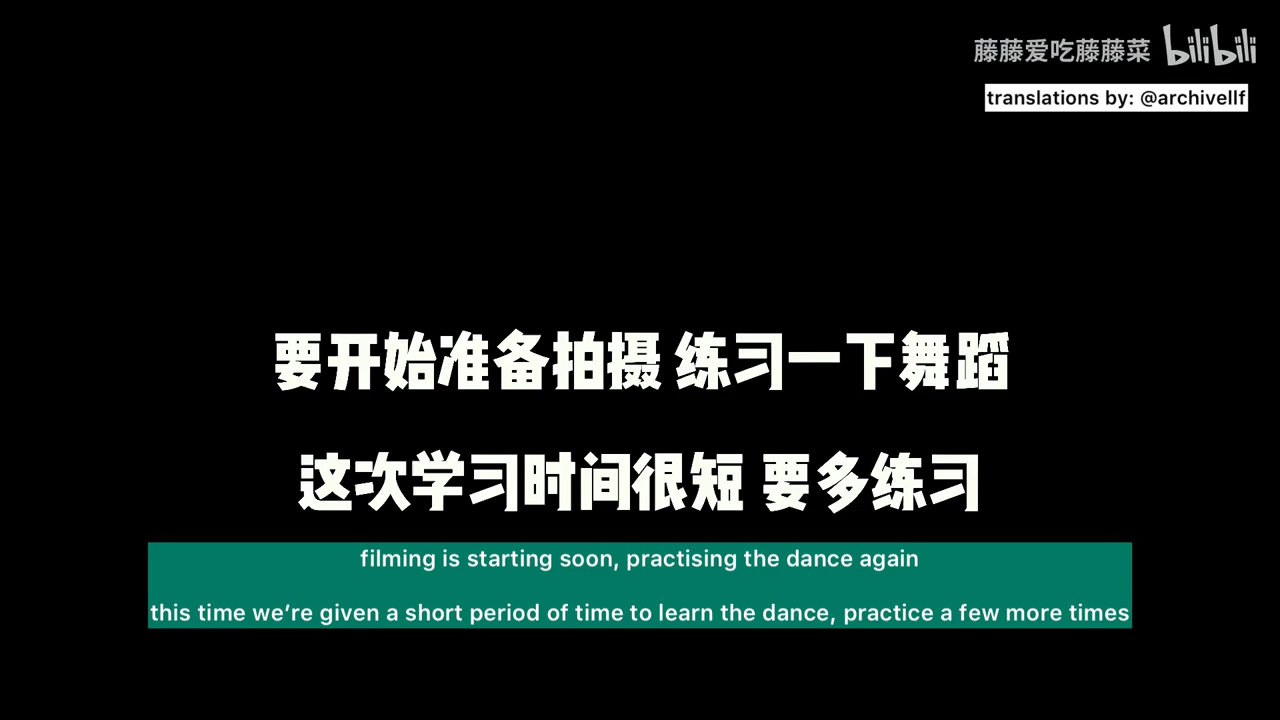 藤藤爱吃藤藤菜 bilibili
translations by: @archivellf
要开始准备拍摄 练习一下舞蹈
这次学习时间很短 要多练习
filming is starting soon, practising the dance again
this time we’re given a short period of time to learn the dance, practice a few more times